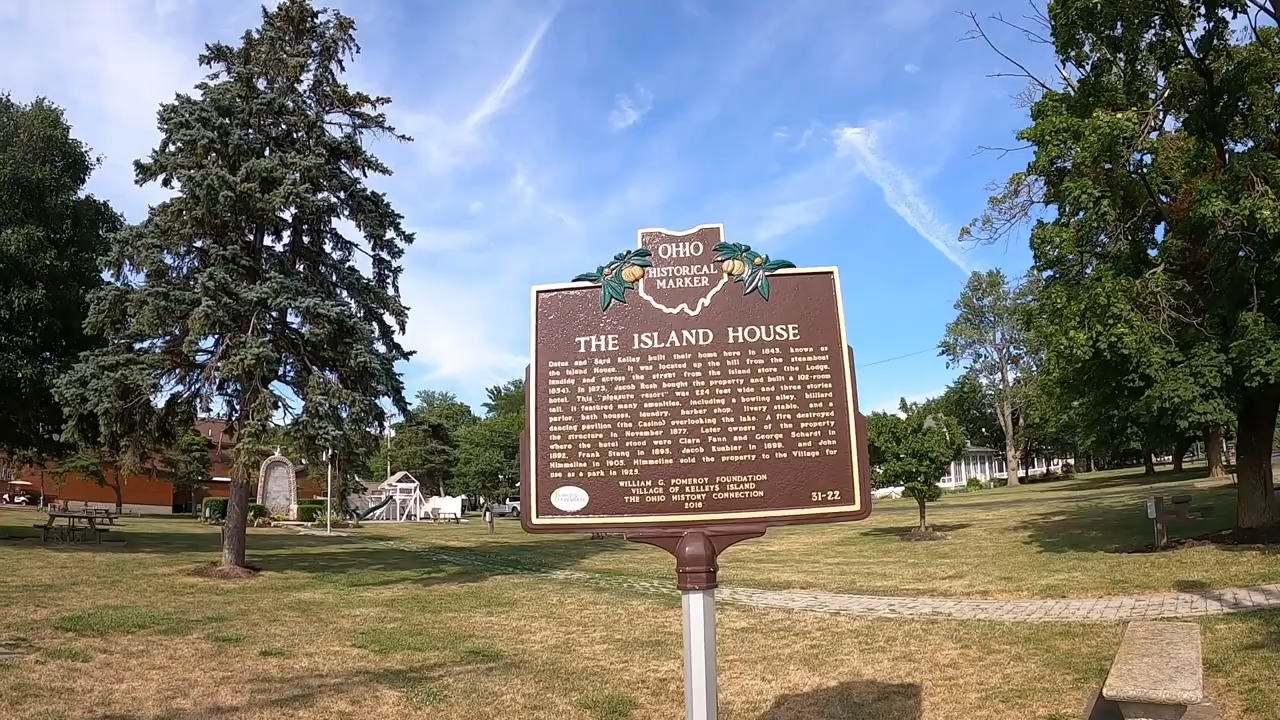 OHIO
HISTORICAL
MARKER
THE ISLAND HOUSE
Datus and Sara Kelley built their home here in 1843, known as
the Island House. It was located up the hill from the steamboat
landing and across the street from the Island store (the Lodge,
1854). In 1873, Jacob Rush bought the property and built a 102-room
hotel. This "pleasure resort" was 224 feet wide and three stories
tall. It featured many amenities, including a bowling alley, billiard
parlor, bath houses, laundry, barber shop, livery stable, and a
dancing pavilion (the Casino) overlooking the lake. A fire destroyed
the structure in November 1877. Later owners of the property
where the hotel stood were Clara Fann and George Schardt in
1892, Frank Stang in 1895, Jacob Kuebler in 1899, and John
Himmeline in 1905. Himmeline sold the property to the Village for
use as a park in 1925.
WILLIAM G. POMEROY FOUNDATION
VILLAGE OF KELLEYS ISLAND
THE OHIO HISTORY CONNECTION
2016
31-22